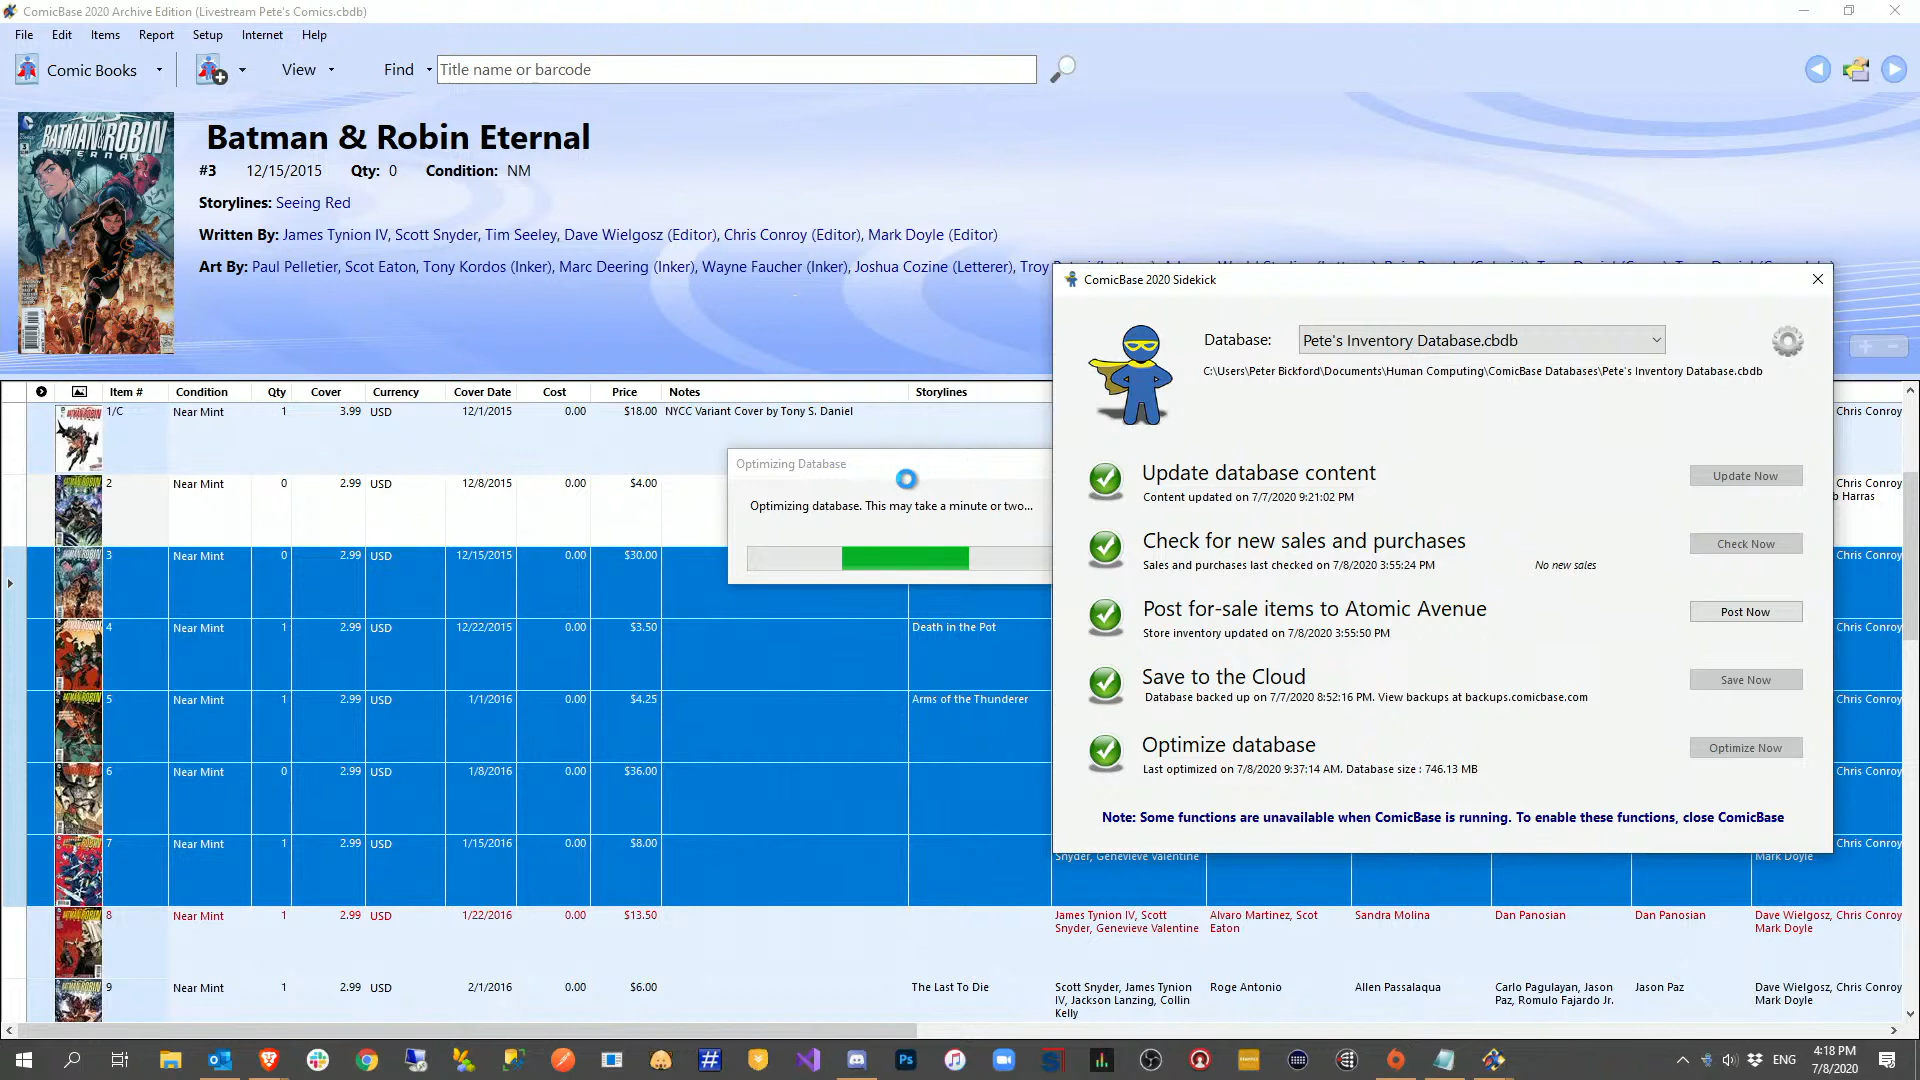 ComicBase 2020 Archive Edition (Livestream Pete's Comics.cbdb)
File Edit Items Report Setup Internet Help
Comic Books View Find Title name or barcode
Batman & Robin Eternal
#3 12/15/2015 Qty: 0 Condition: NM
Storylines: Seeing Red
Written By: James Tynion IV, Scott Snyder, Tim Seeley, Dave Wielgosz (Editor), Chris Conroy (Editor), Mark Doyle (Editor)
Art By: Paul Pelletier, Scot Eaton, Tony Kordos (Inker), Marc Deering (Inker), Wayne Faucher (Inker), Joshua Cozine (Letterer), Troy
BATMAN & ROBIN
ETERNAL
Item # Condition Qty Cover Currency Cover Date Cost Price Notes Storylines
1/C Near Mint 1 3.99 USD 12/1/2015 0.00 $18.00 NYCC Variant Cover by Tony S. Daniel Chris Conroy
2 Near Mint 0 2.99 USD 12/8/2015 0.00 $4.00 Chris Conroy
b Harras
3 Near Mint 0 2.99 USD 12/15/2015 0.00 $30.00 Chris Conroy
4 Near Mint 1 2.99 USD 12/22/2015 0.00 $3.50 Death in the Pot Chris Conroy
5 Near Mint 1 2.99 USD 1/1/2016 0.00 $4.25 Arms of the Thunderer Chris Conroy
6 Near Mint 0 2.99 USD 1/8/2016 0.00 $36.00 Chris Conroy
7 Near Mint 1 2.99 USD 1/15/2016 0.00 $8.00 Chris Conroy
Snyder, Genevieve Valentine Mark Doyle
8 Near Mint 1 2.99 USD 1/22/2016 0.00 $13.50 James Tynion IV, Scott Alvaro Martinez, Scot Sandra Molina Dan Panosian Dan Panosian Dave Wielgosz, Chris Conroy
Snyder, Genevieve Valentine Eaton Mark Doyle
9 Near Mint 1 2.99 USD 2/1/2016 0.00 $6.00 The Last To Die Scott Snyder, James Tynion Roge Antonio Allen Passalaqua Carlo Pagulayan, Jason Jason Paz Dave Wielgosz, Chris Conroy
IV, Jackson Lanzing, Collin Paz, Romulo Fajardo Jr. Mark Doyle
Kelly
Optimizing Database
Optimizing database. This may take a minute or two...
ComicBase 2020 Sidekick
Database: Pete's Inventory Database.cbdb
C:\Users\Peter Bickford\Documents\Human Computing\ComicBase Databases\Pete's Inventory Database.cbdb
Update database content Update Now
Content updated on 7/7/2020 9:21:02 PM
Check for new sales and purchases Check Now
Sales and purchases last checked on 7/8/2020 3:55:24 PM No new sales
Post for-sale items to Atomic Avenue Post Now
Store inventory updated on 7/8/2020 3:55:50 PM
Save to the Cloud Save Now
Database backed up on 7/7/2020 8:52:16 PM. View backups at backups.comicbase.com
Optimize database Optimize Now
Last optimized on 7/8/2020 9:37:14 AM. Database size : 746.13 MB
Note: Some functions are unavailable when ComicBase is running. To enable these functions, close ComicBase
Ps
ENG
4:18 PM
7/8/2020